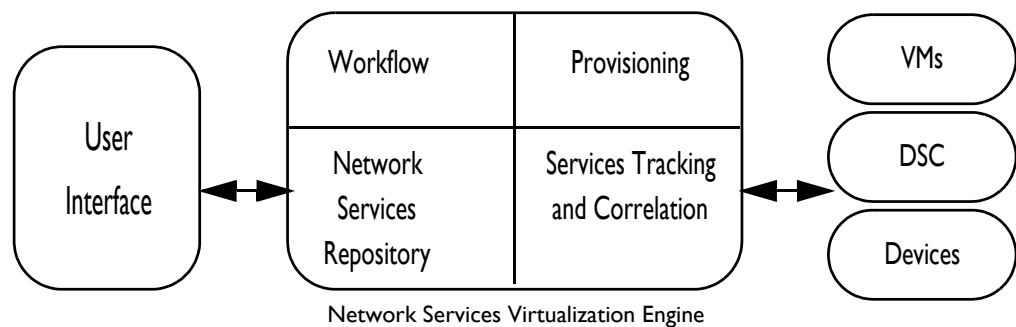 User
Interface
Workflow
Provisioning
Network
Services
Repository
Services Tracking
and Correlation
VMs
DSC
Devices
Network Services Virtualization Engine